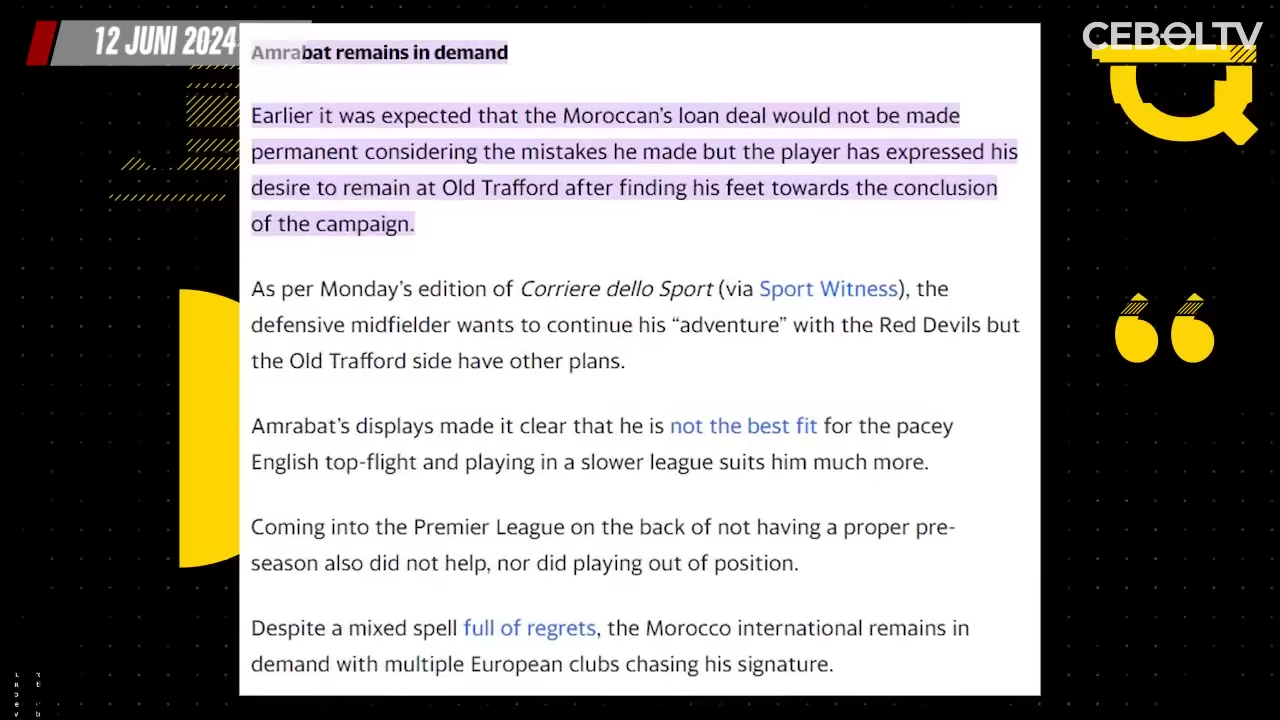 12 JUNI 2024
CEBOLTV
Amrabat remains in demand
Earlier it was expected that the Moroccan's loan deal would not be made
permanent considering the mistakes he made but the player has expressed his
desire to remain at Old Trafford after finding his feet towards the conclusion
of the campaign.
As per Monday's edition of Corriere dello Sport (via Sport Witness), the
defensive midfielder wants to continue his “adventure” with the Red Devils but
the Old Trafford side have other plans.
Amrabat's displays made it clear that he is not the best fit for the pacey
English top-flight and playing in a slower league suits him much more.
Coming into the Premier League on the back of not having a proper pre-
season also did not help, nor did playing out of position.
Despite a mixed spell full of regrets, the Morocco international remains in
demand with multiple European clubs chasing his signature.